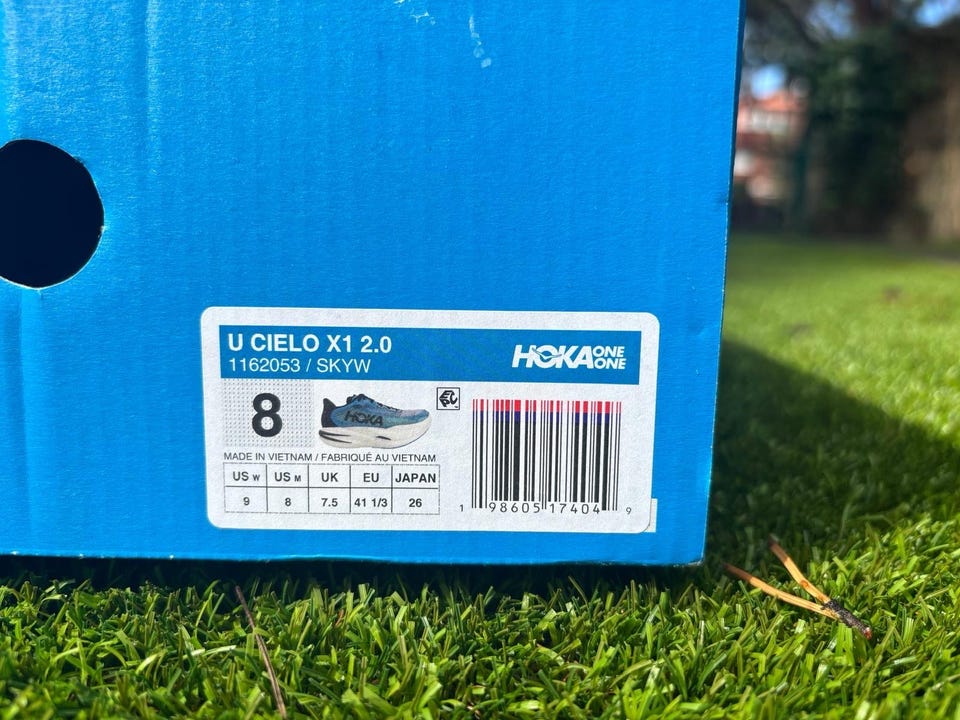 U CIELO X1 2.0
1162053 / SKYW
HOKA ONE ONE
8
HOKA
MADE IN VIETNAM / FABRIQUÉ AU VIETNAM
US W US M UK EU JAPAN
9 8 7.5 41 1/3 26
1 98605 17404 9